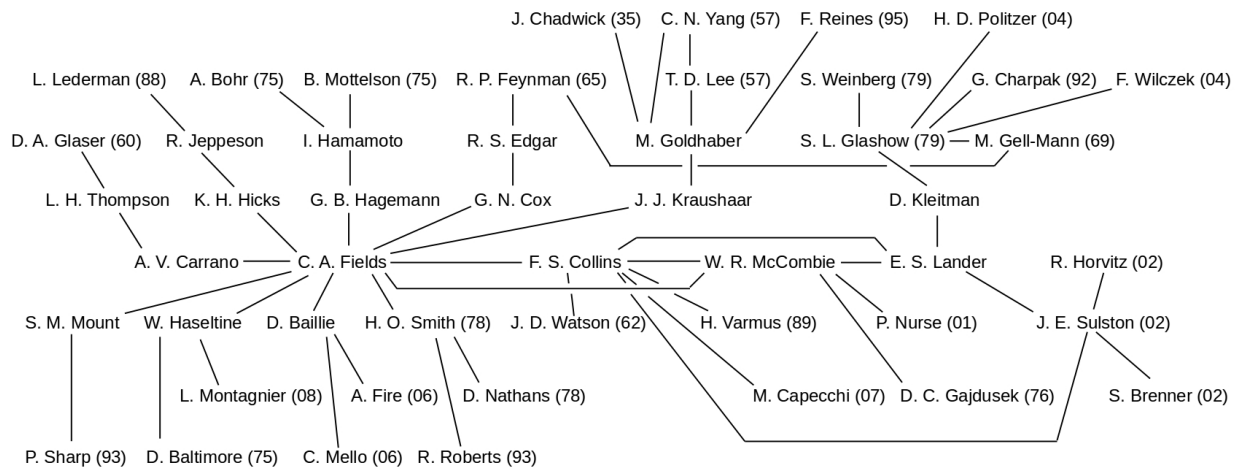 J. Chadwick (35) C. N. Yang (57) F. Reines (95) H. D. Politzer (04)
L. Lederman (88) A. Bohr (75) B. Mottelson (75) R. P. Feynman (65) T. D. Lee (57) S. Weinberg (79) G. Charpak (92) F. Wilczek (04)
D. A. Glaser (60) R. Jeppeson I. Hamamoto R. S. Edgar M. Goldhaber S. L. Glashow (79) M. Gell-Mann (69)
L. H. Thompson K. H. Hicks G. B. Hagemann G. N. Cox J. J. Kraushaar D. Kleitman
A. V. Carrano C. A. Fields F. S. Collins W. R. McCombie E. S. Lander R. Horvitz (02)
S. M. Mount W. Haseltine D. Baillie H. O. Smith (78) J. D. Watson (62) H. Varmus (89) P. Nurse (01) J. E. Sulston (02)
L. Montagnier (08) A. Fire (06) D. Nathans (78) M. Capecchi (07) D. C. Gajdusek (76) S. Brenner (02)
P. Sharp (93) D. Baltimore (75) C. Mello (06) R. Roberts (93)